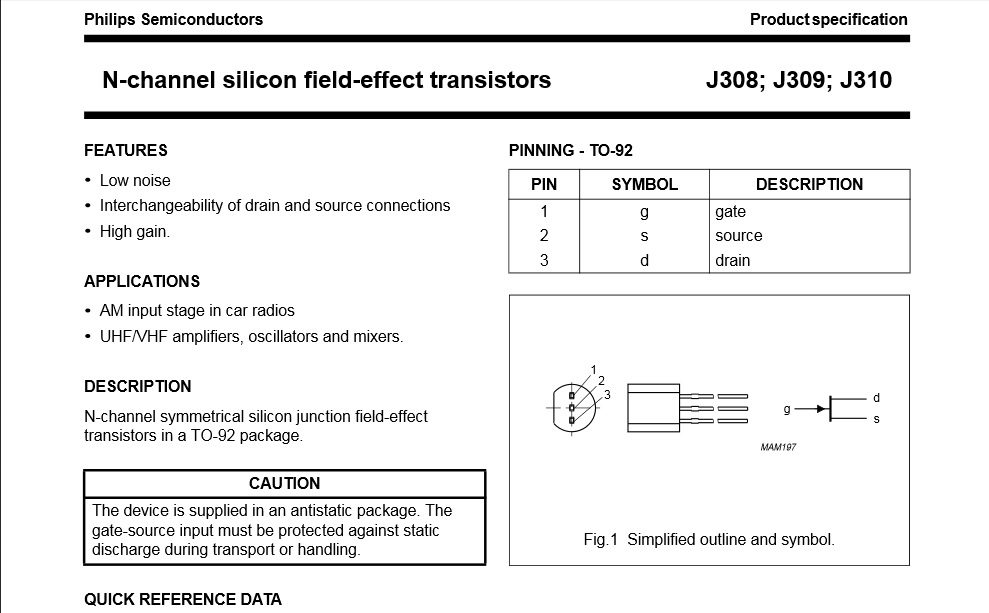 Philips Semiconductors
Product specification
N-channel silicon field-effect transistors
J308; J309; J310
FEATURES
• Low noise
• Interchangeability of drain and source connections
• High gain.
APPLICATIONS
• AM input stage in car radios
• UHF/VHF amplifiers, oscillators and mixers.
DESCRIPTION
N-channel symmetrical silicon junction field-effect
transistors in a TO-92 package.
CAUTION
The device is supplied in an antistatic package. The
gate-source input must be protected against static
discharge during transport or handling.
QUICK REFERENCE DATA
PINNING - TO-92
PIN SYMBOL DESCRIPTION
1 g gate
2 s source
3 d drain
1
2
3
g
d
s
MAM197
Fig.1 Simplified outline and symbol.